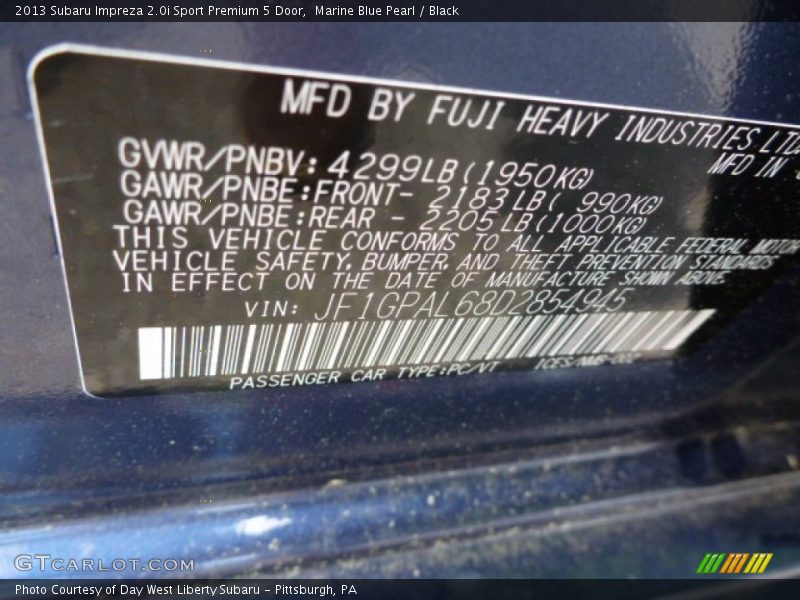 2013 Subaru Impreza 2.0i Sport Premium 5 Door, Marine Blue Pearl / Black
MFD BY FUJI HEAVY INDUSTRIES LTD
MFD IN
GVWR/PNBV: 4299LB(1950KG)
GAWR/PNBE:FRONT- 2183LB( 990KG)
GAWR/PNBE:REAR - 2205LB(1000KG)
THIS VEHICLE CONFORMS TO ALL APPLICABLE FEDERAL MOTOR
VEHICLE SAFETY, BUMPER, AND THEFT PREVENTION STANDARDS
IN EFFECT ON THE DATE OF MANUFACTURE SHOWN ABOVE.
VIN: JF1GPAL68D2854945
PASSENGER CAR TYPE:PC/VT
GTCARLOT.COM
Photo Courtesy of Day West Liberty Subaru - Pittsburgh, PA